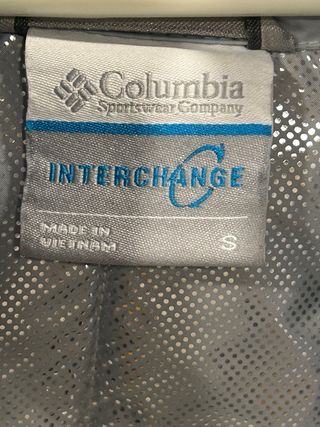 Columbia
Sportswear Company
INTERCHANGE
MADE IN
VIETNAM
S